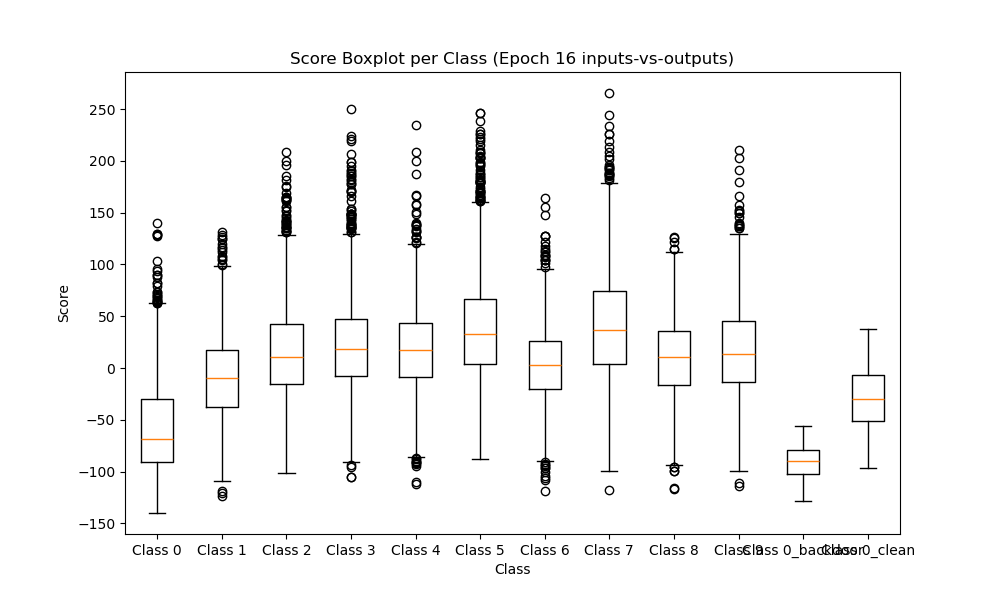 Score Boxplot per Class (Epoch 16 inputs-vs-outputs)
250
200
150
100
50
0
−50
−100
−150
Score
Class 0 Class 1 Class 2 Class 3 Class 4 Class 5 Class 6 Class 7 Class 8 Class 9 Class 0_backdoor Class 0_clean
Class